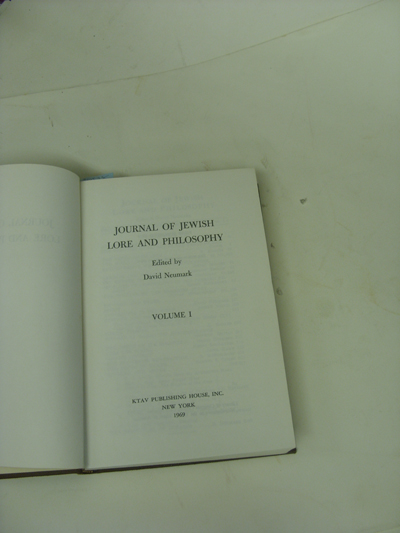 JOURNAL OF JEWISH
LORE AND PHILOSOPHY
Edited by
David Neumark
VOLUME I
KTAV PUBLISHING HOUSE, INC.
NEW YORK
1969